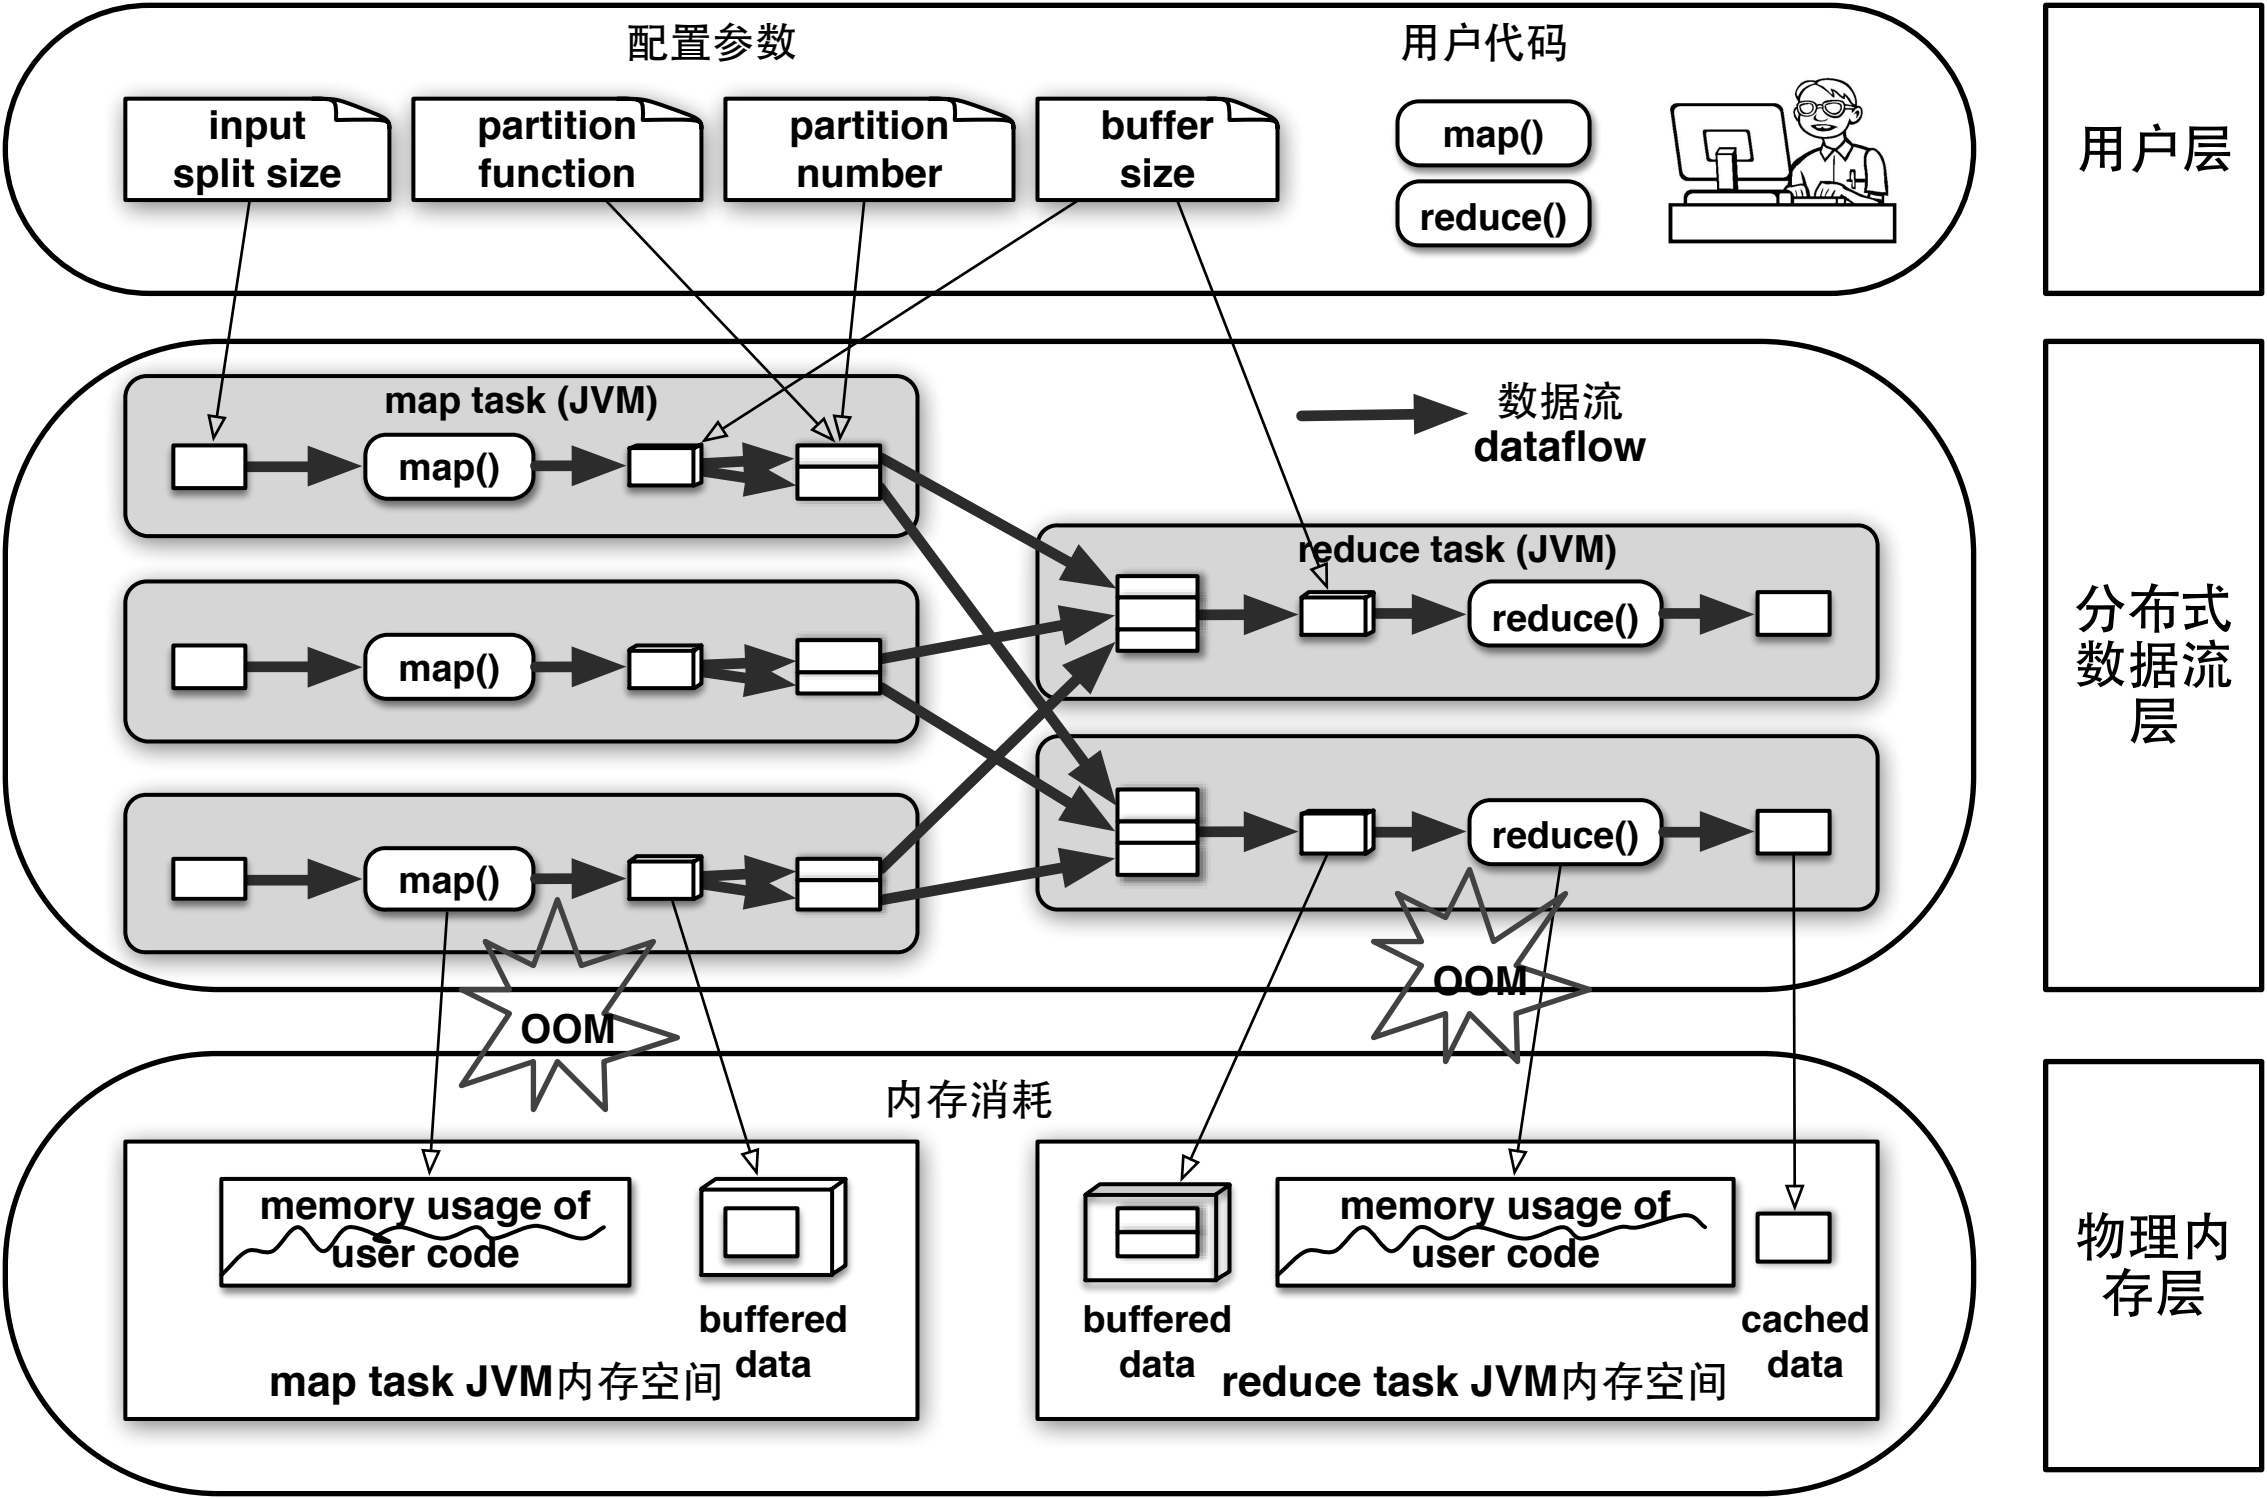 配置参数
用户代码
input
split size
partition
function
partition
number
buffer
size
map()
reduce()
用户层
map task (JVM)
map()
数据流
dataflow
reduce task (JVM)
reduce()
map()
map()
reduce()
分布式
数据流
层
OOM
OOM
内存消耗
memory usage of
user code
buffered
data
map task JVM内存空间
buffered
data
memory usage of
user code
cached
data
reduce task JVM内存空间
物理内
存层